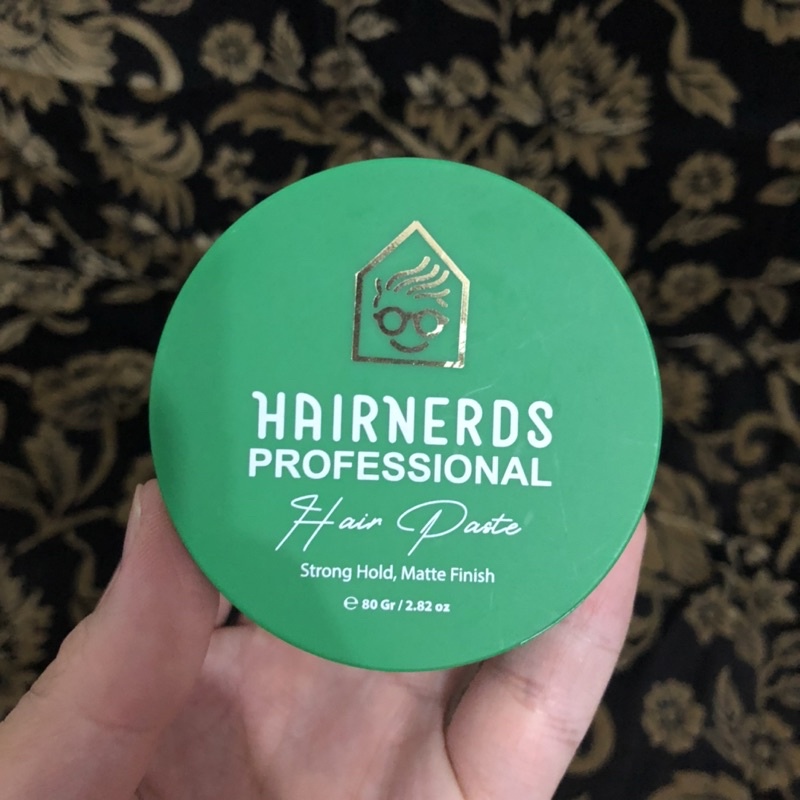 HAIRNERDS
PROFESSIONAL
Hair Paste
Strong Hold, Matte Finish
℮ 80 Gr / 2.82 oz